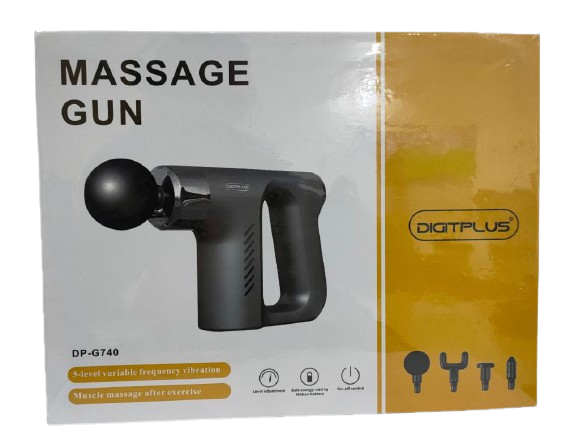 MASSAGE
GUN
DIGITPLUS
DIGITPLUS®
DP-G740
5-level variable frequency vibration
Muscle massage after exercise
Level adjustment
On-off control